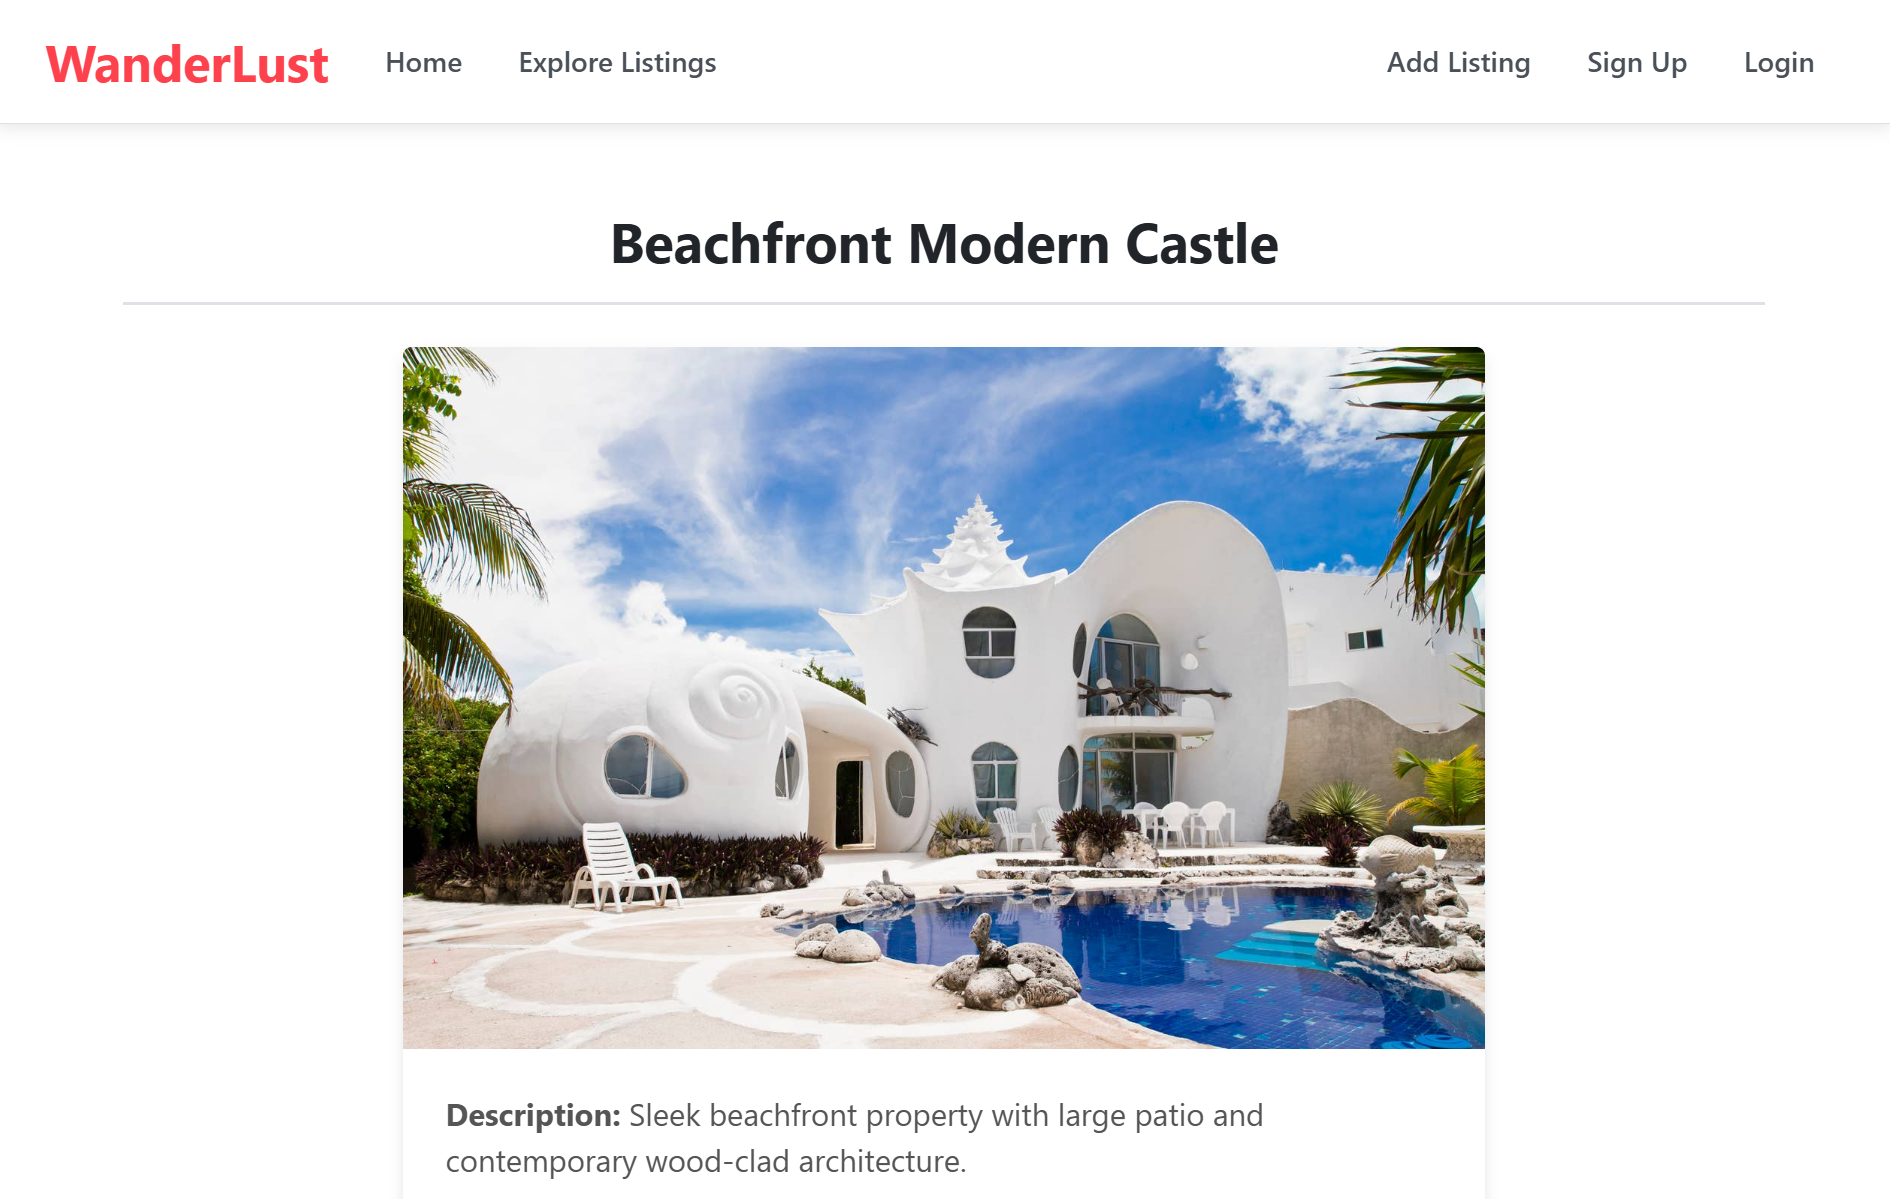 WanderLust Home Explore Listings Add Listing Sign Up Login
Beachfront Modern Castle
Description: Sleek beachfront property with large patio and
contemporary wood-clad architecture.